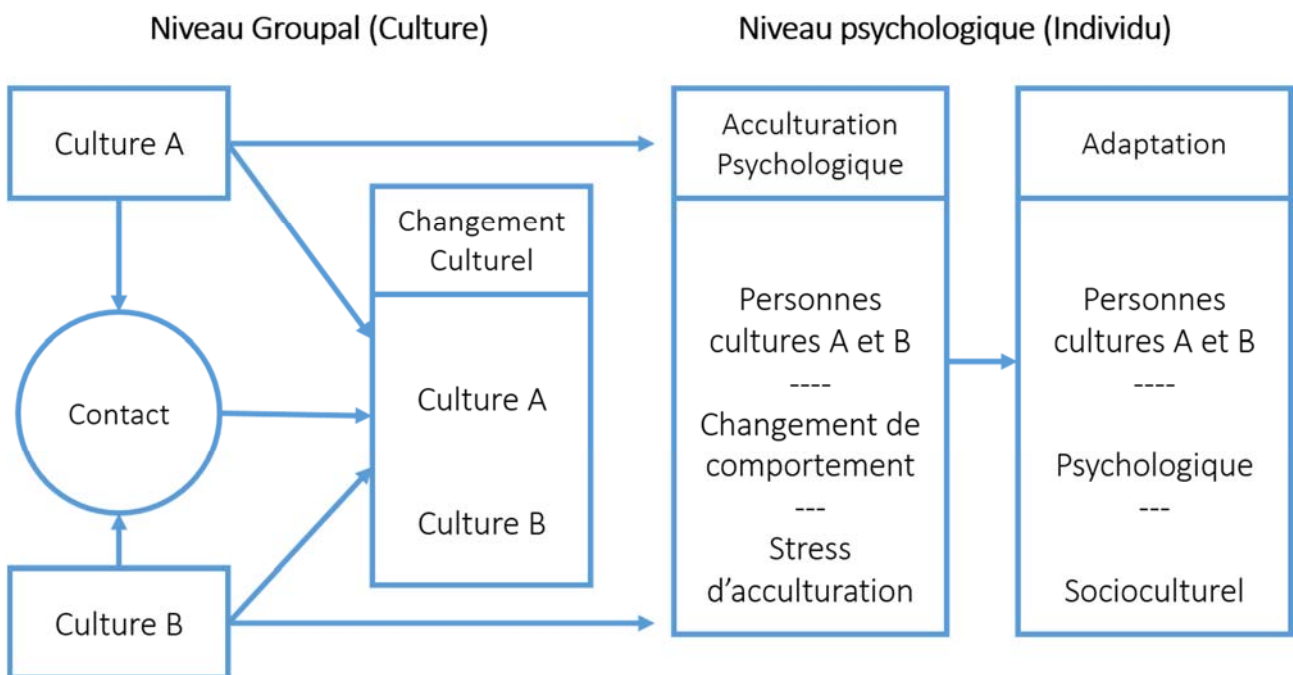 Niveau Groupal (Culture)
Niveau psychologique (Individu)
Culture A
Contact
Culture B
Changement
Culturel
Culture A
Culture B
Acculturation
Psychologique
Personnes
cultures A et B
----
Changement de
comportement
---
Stress
d’acculturation
Adaptation
Personnes
cultures A et B
----
Psychologique
---
Socioculturel